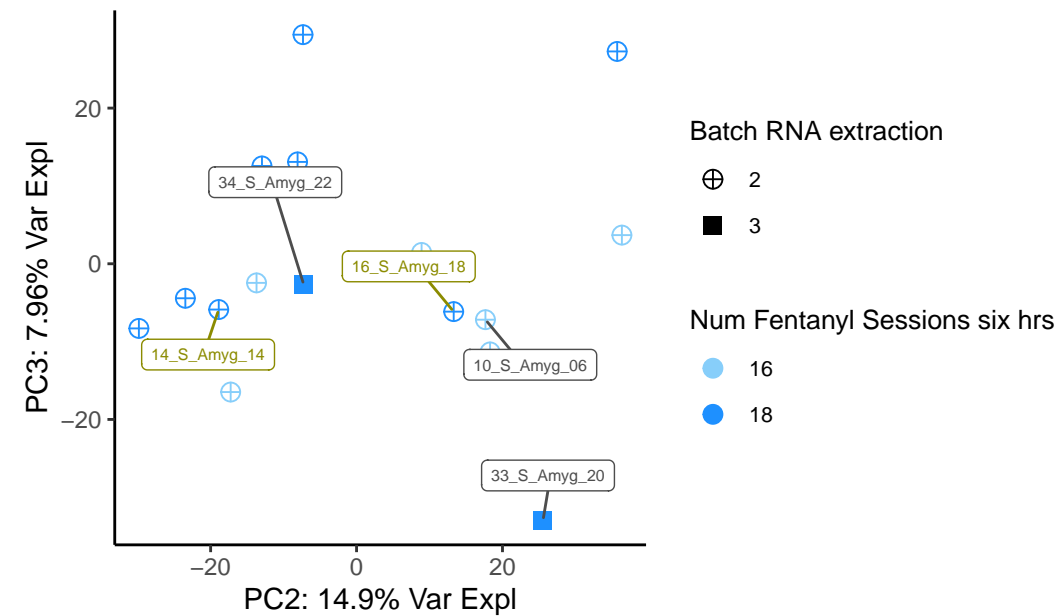 PC3: 7.96% Var Expl
20
0
−20
34_S_Amyg_22
16_S_Amyg_18
14_S_Amyg_14
10_S_Amyg_06
33_S_Amyg_20
−20
0
20
PC2: 14.9% Var Expl
Batch RNA extraction
2
3
Num Fentanyl Sessions six hrs
16
18